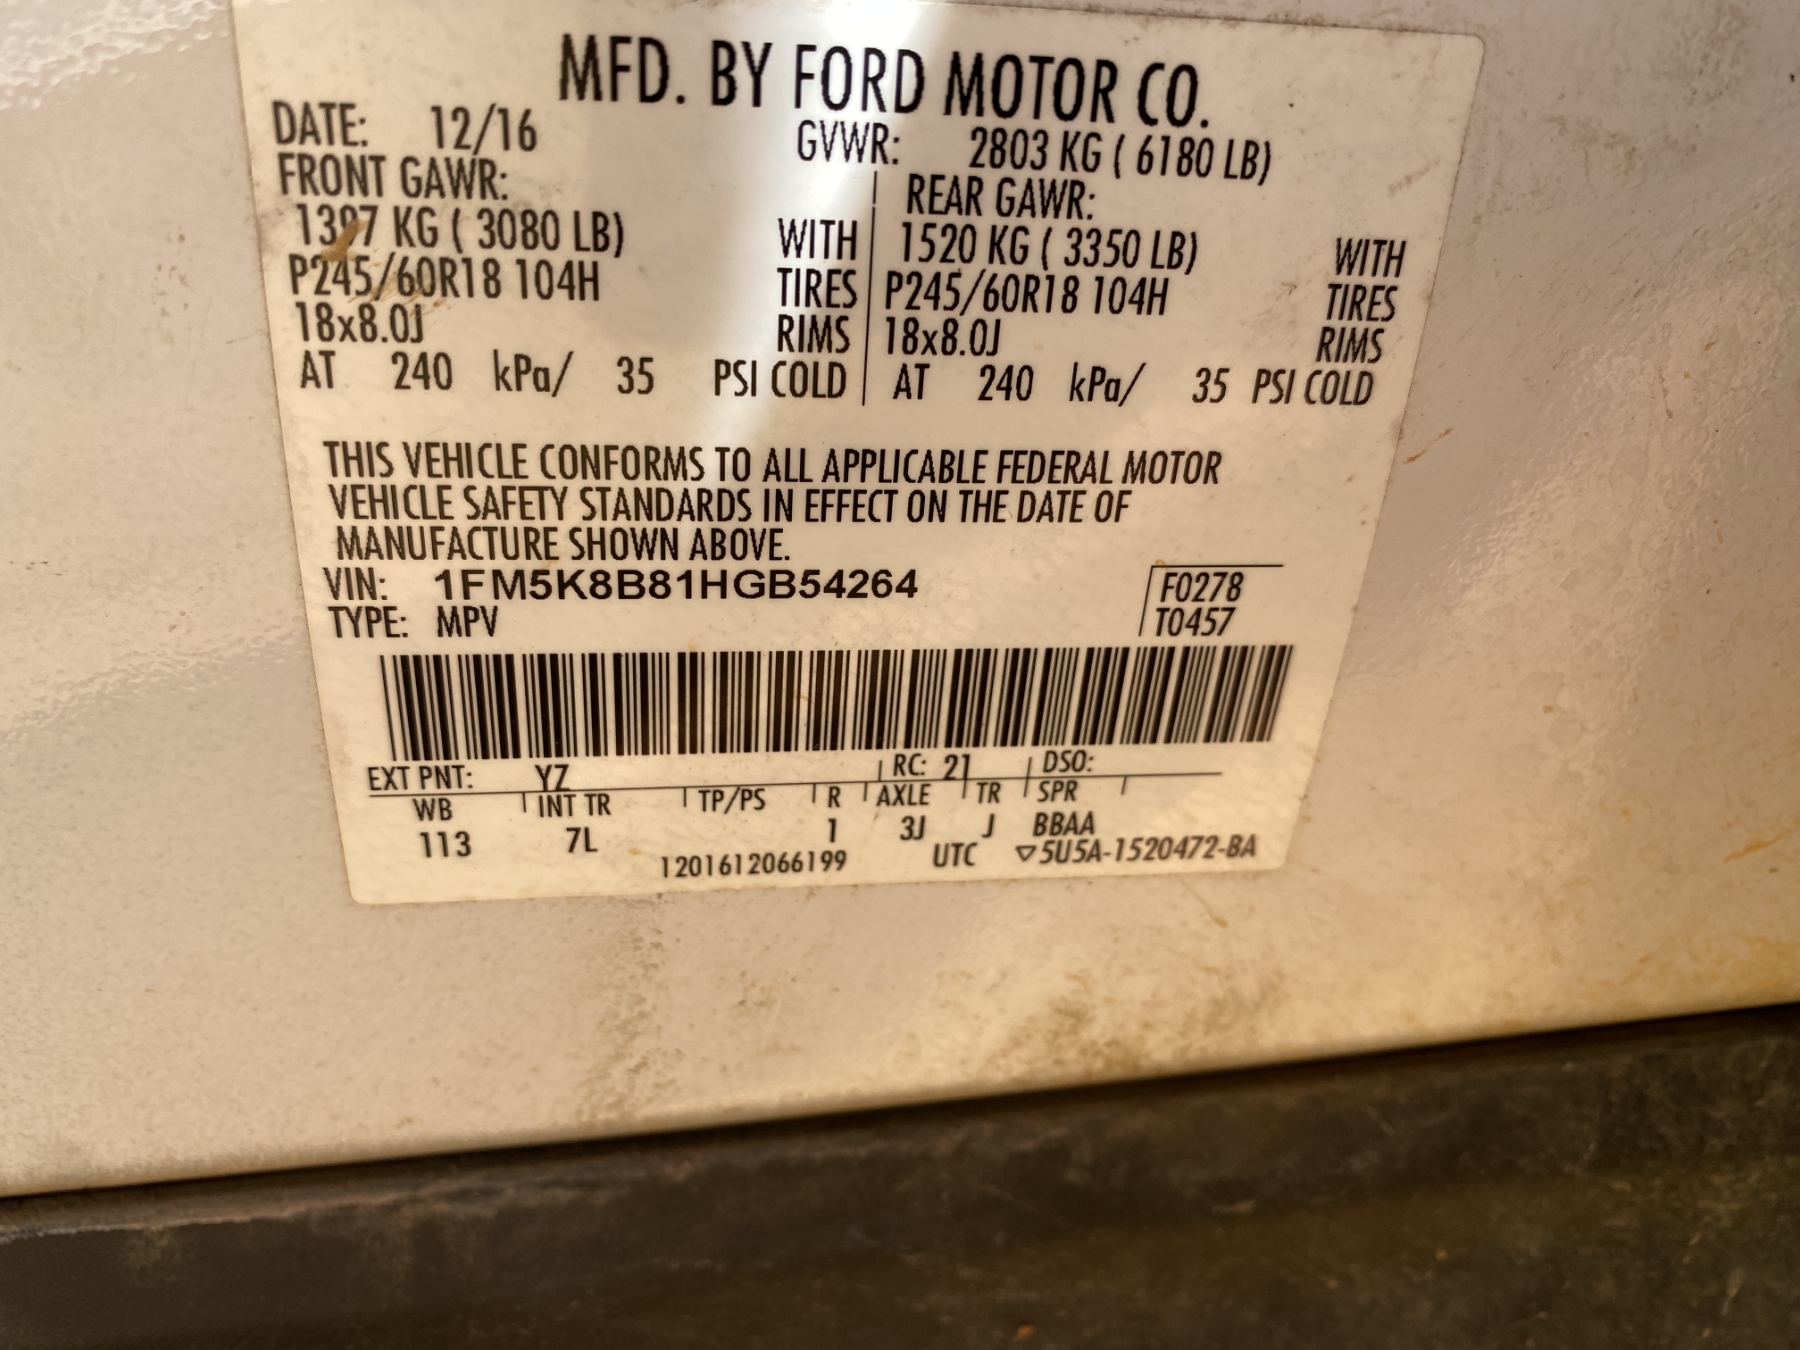 MFD. BY FORD MOTOR CO.
DATE: 12/16 GVWR: 2803 KG ( 6180 LB)
FRONT GAWR: REAR GAWR:
1397 KG ( 3080 LB) WITH 1520 KG ( 3350 LB) WITH
P245/60R18 104H TIRES P245/60R18 104H TIRES
18x8.0J RIMS 18x8.0J RIMS
AT 240 kPa/ 35 PSI COLD AT 240 kPa/ 35 PSI COLD
THIS VEHICLE CONFORMS TO ALL APPLICABLE FEDERAL MOTOR
VEHICLE SAFETY STANDARDS IN EFFECT ON THE DATE OF
MANUFACTURE SHOWN ABOVE.
VIN: 1FM5K8B81HGB54264 F0278
TYPE: MPV T0457
EXT PNT: YZ RC: 21 DSO:
WB INT TR TP/PS R AXLE TR SPR
113 7L 1 3J J BBAA
1201612066199 UTC ▽5U5A-1520472-BA